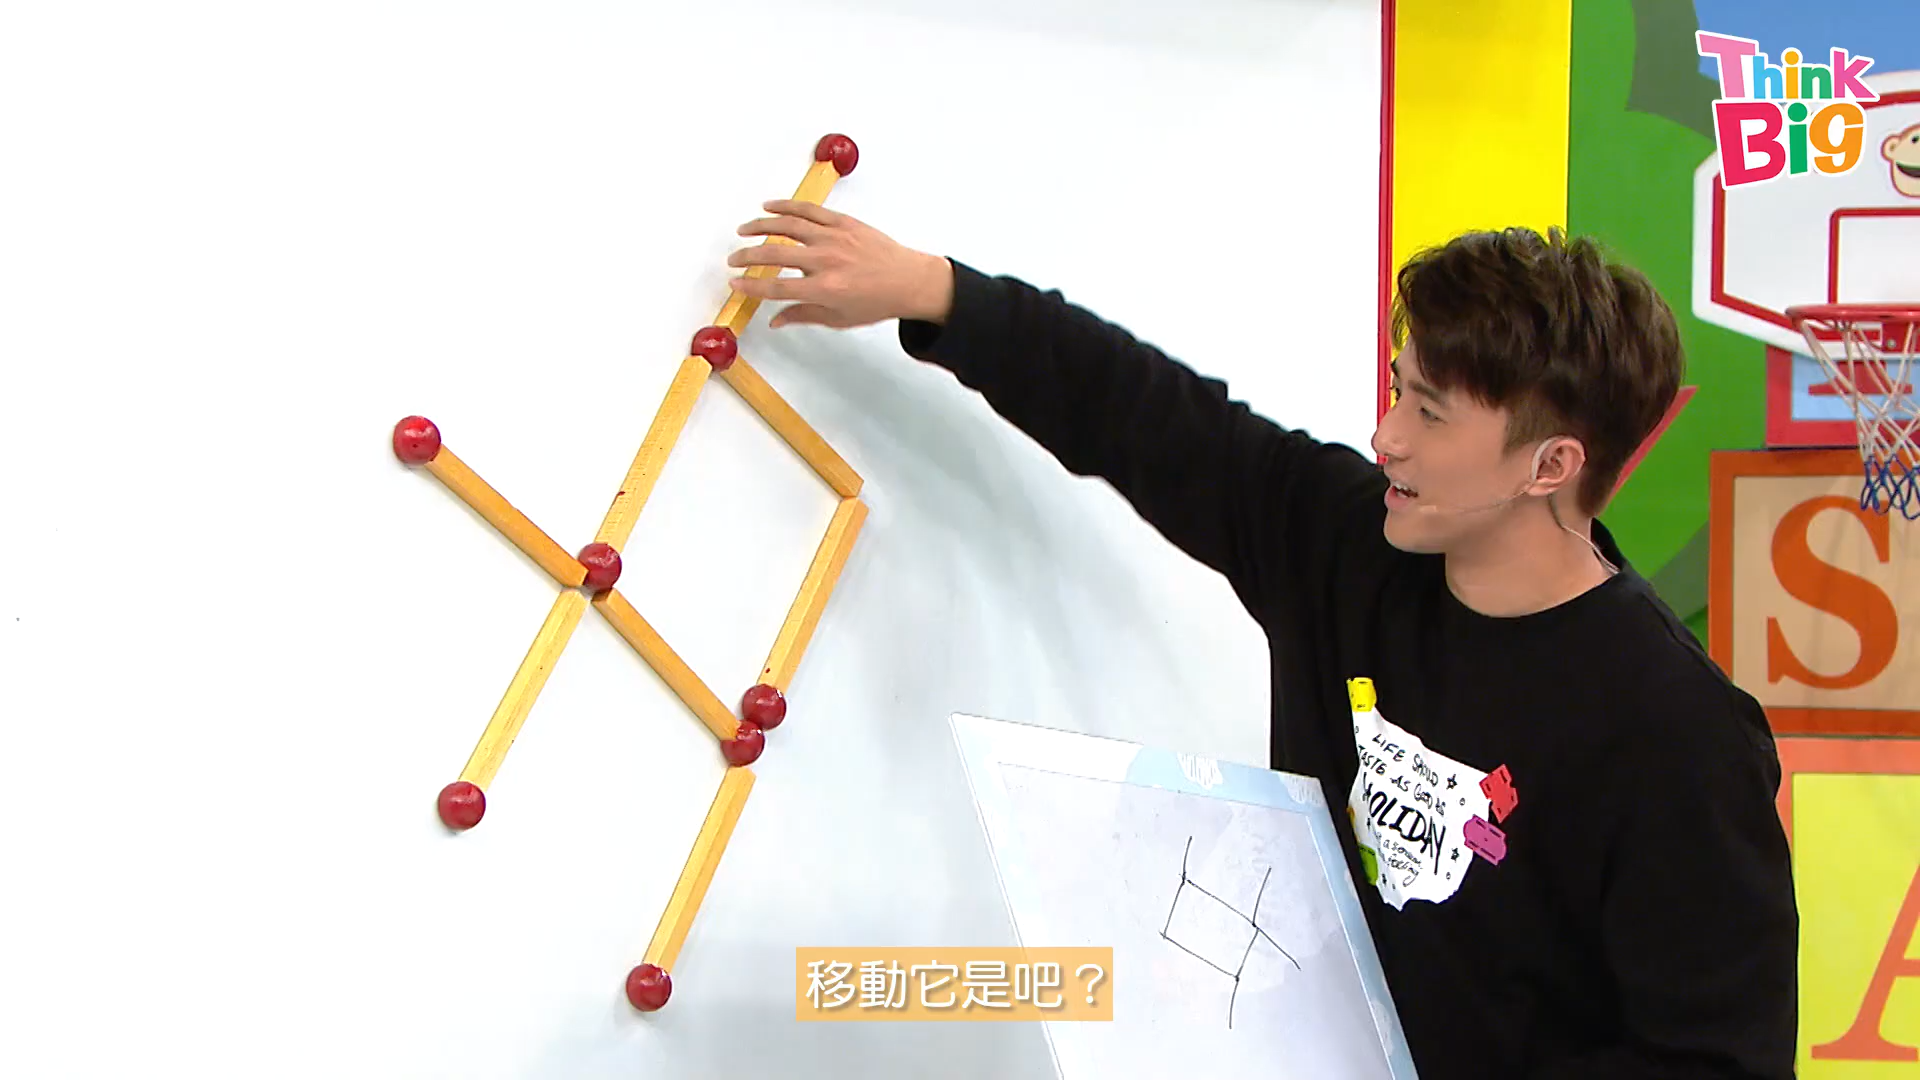 Think
Big
S
A
LIFE SHOULD
TASTE AS GOOD AS
HOLIDAY
移動它是吧？